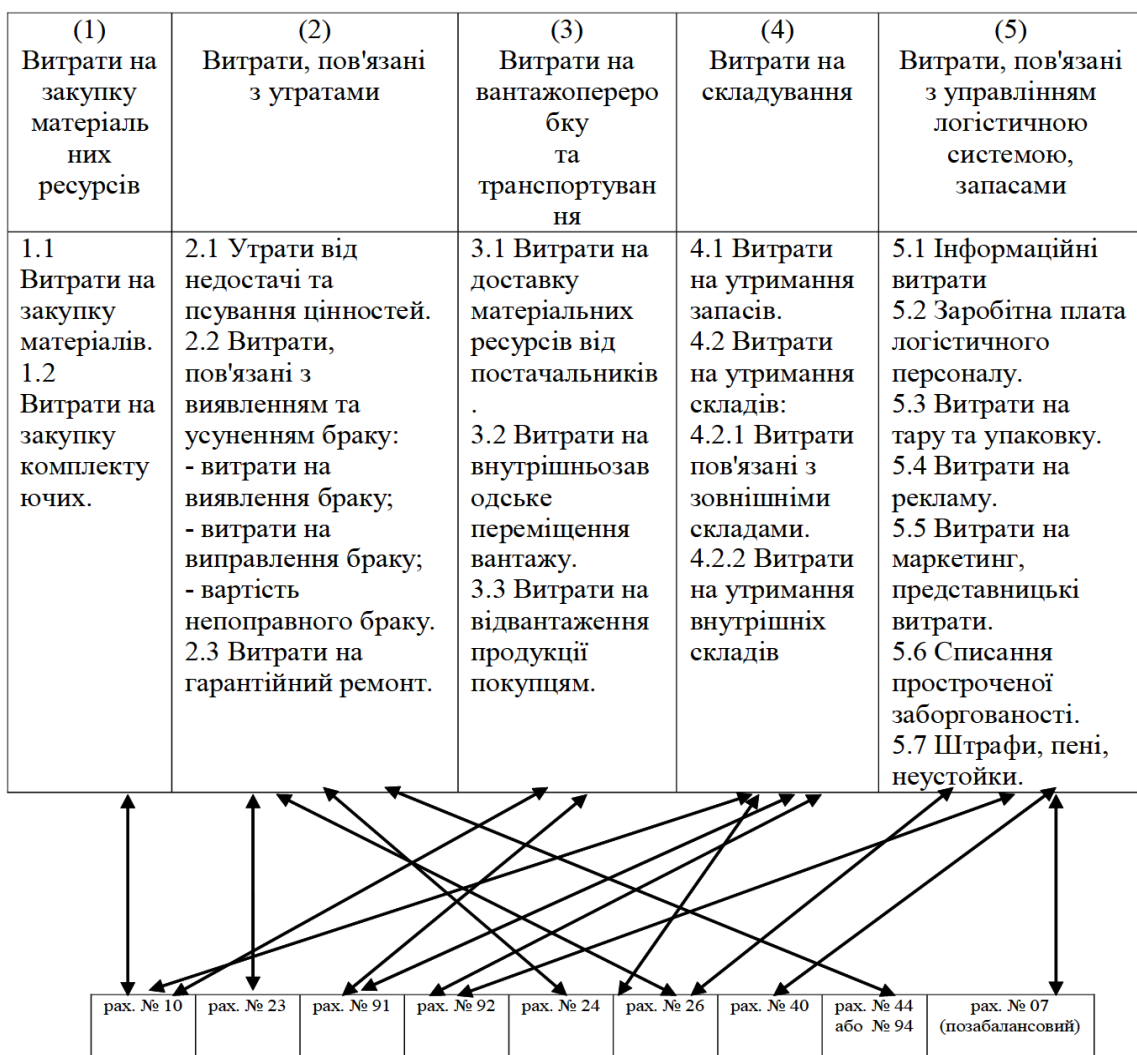 (1)
Витрати на
закупку
матеріаль
них
ресурсів
(2)
Витрати, пов'язані
з утратами
(3)
Витрати на
вантажопереро
бку
та
транспортуван
ня
(4)
Витрати на
складування
(5)
Витрати, пов'язані
з управлінням
логістичною
системою,
запасами
1.1
Витрати на
закупку
матеріалів.
1.2
Витрати на
закупку
комплекту
ючих.
2.1 Утрати від
недостачі та
псування цінностей.
2.2 Витрати,
пов'язані з
виявленням та
усуненням браку:
- витрати на
виявлення браку;
- витрати на
виправлення браку;
- вартість
непоправного браку.
2.3 Витрати на
гарантійний ремонт.
3.1 Витрати на
доставку
матеріальних
ресурсів від
постачальників
.
3.2 Витрати на
внутрішньозав
одське
переміщення
вантажу.
3.3 Витрати на
відвантаження
продукції
покупцям.
4.1 Витрати
на утримання
запасів.
4.2 Витрати
на утримання
складів:
4.2.1 Витрати
пов'язані з
зовнішніми
складами.
4.2.2 Витрати
на утримання
внутрішніх
складів
5.1 Інформаційні
витрати
5.2 Заробітна плата
логістичного
персоналу.
5.3 Витрати на
тару та упаковку.
5.4 Витрати на
рекламу.
5.5 Витрати на
маркетинг,
представницькі
витрати.
5.6 Списання
простроченої
заборгованості.
5.7 Штрафи, пені,
неустойки.
рах. № 10
рах. № 23
рах. № 91
рах. № 92
рах. № 24
рах. № 26
рах. № 40
рах. № 44
або № 94
рах. № 07
(позабалансовий)